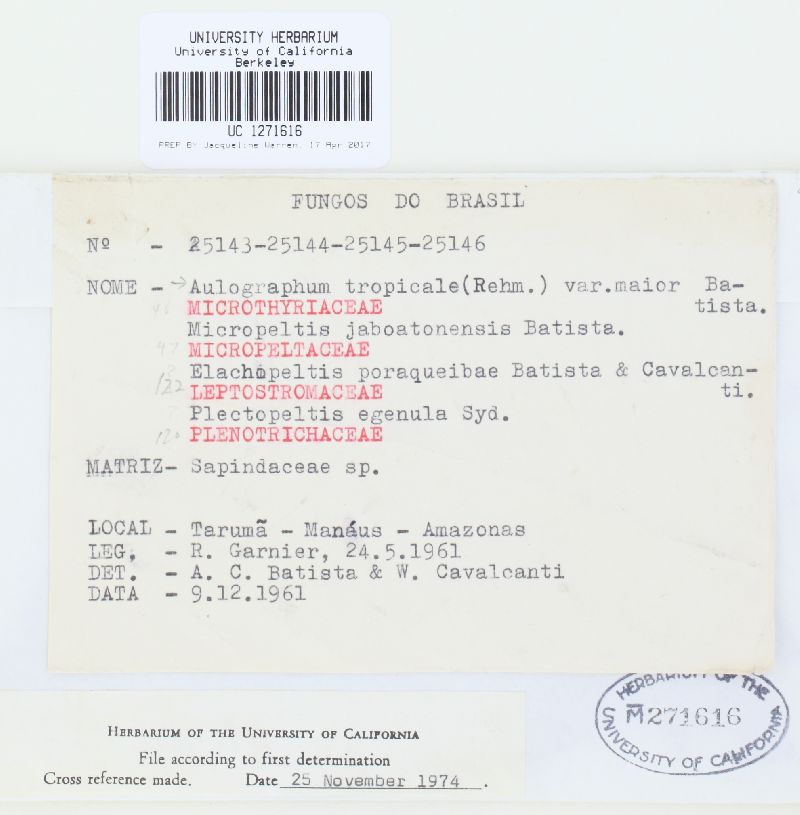 UNIVERSITY HERBARIUM
University of California
Berkeley
UC 1271616
PREP BY Jacqueline Warren, 17 Apr 2017
FUNGOS DO BRASIL
Nº - 25143-25144-25145-25146
NOME - → Aulographum tropicale(Rehm.) var.maior Ba-
MICROTHYRIACEAE tista.
Micropeltis jaboatonensis Batista.
47 MICROPELTACEAE
Elachopeltis poraqueibae Batista & Cavalcan-
122 LEPTOSTROMACEAE ti.
Plectopeltis egenula Syd.
120 PLENOTRICHACEAE
MATRIZ- Sapindaceae sp.
LOCAL - Tarumã - Manáus - Amazonas
LEG. - R. Garnier, 24.5.1961
DET. - A. C. Batista & W. Cavalcanti
DATA - 9.12.1961
HERBARIUM OF THE
M271616
UNIVERSITY OF CALIFORNIA
HERBARIUM OF THE UNIVERSITY OF CALIFORNIA
File according to first determination
Cross reference made. Date 25 November 1974.